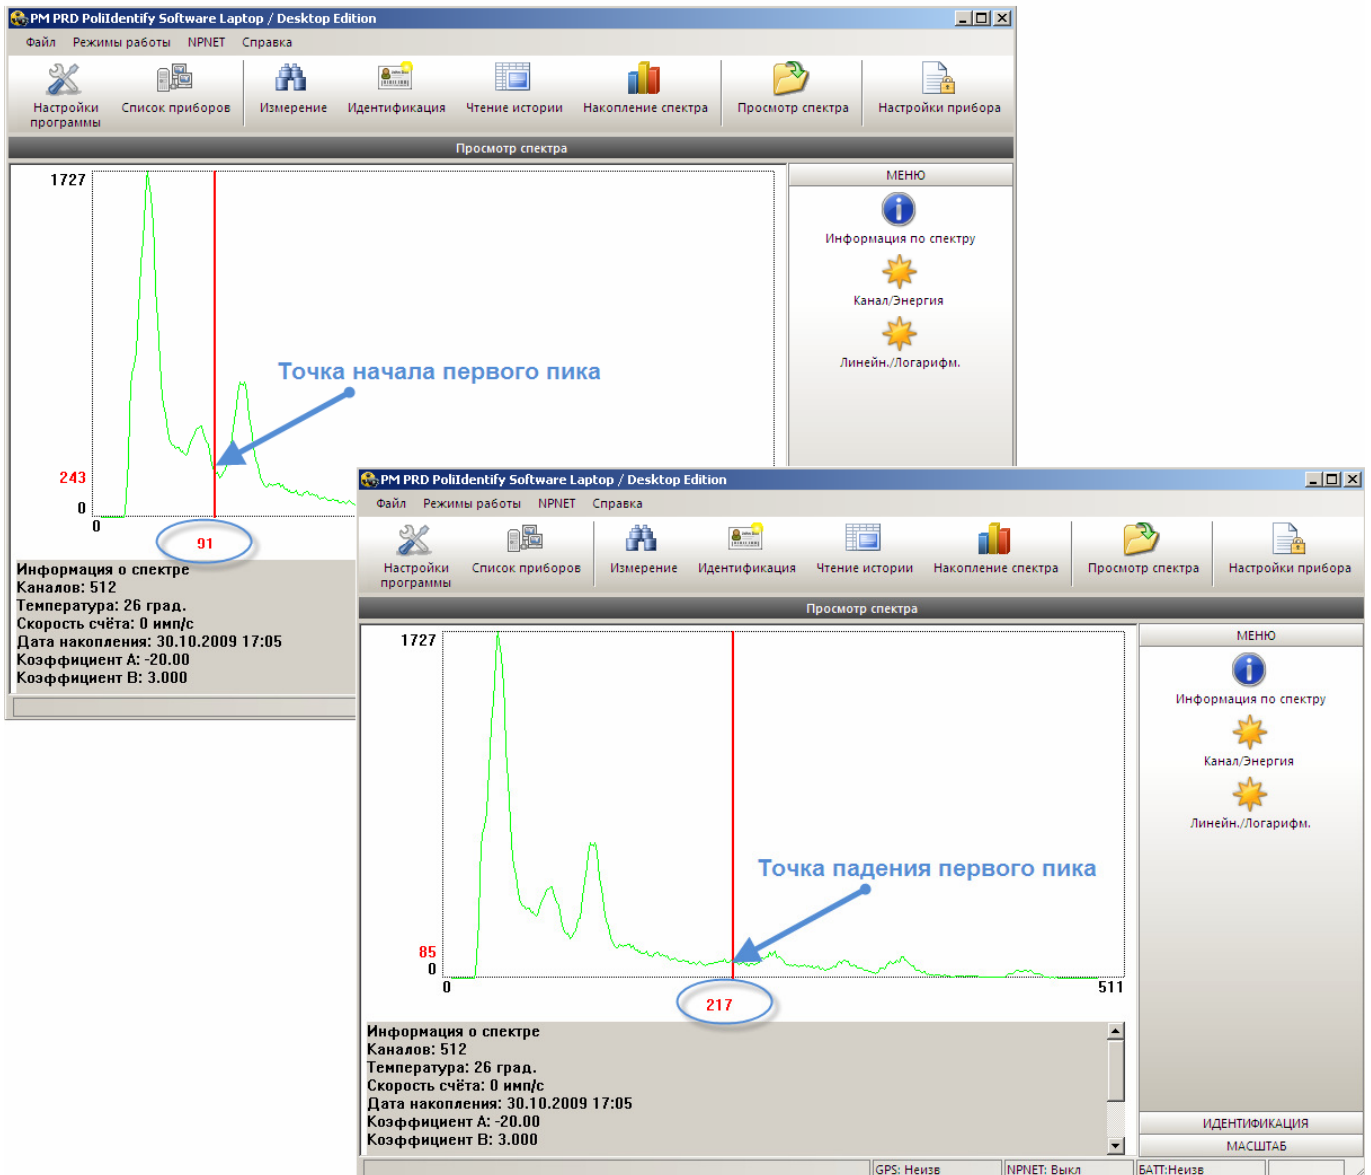 PM PRD PoliIdentify Software Laptop / Desktop Edition
Файл Режимы работы NPNET Справка
Настройки программы Список приборов Измерение Идентификация Чтение истории Накопление спектра Просмотр спектра Настройки прибора
Просмотр спектра
1727
МЕНЮ
Информация по спектру
Канал/Энергия
Линейн./Логарифм.
Точка начала первого пика
243
0
0
91
Информация о спектре
Каналов: 512
Температура: 26 град.
Скорость счёта: 0 имп/с
Дата накопления: 30.10.2009 17:05
Коэффициент А: -20.00
Коэффициент В: 3.000
PM PRD PoliIdentify Software Laptop / Desktop Edition
Файл Режимы работы NPNET Справка
Настройки программы Список приборов Измерение Идентификация Чтение истории Накопление спектра Просмотр спектра Настройки прибора
Просмотр спектра
1727
МЕНЮ
Информация по спектру
Канал/Энергия
Линейн./Логарифм.
Точка падения первого пика
85
0
0
511
217
Информация о спектре
Каналов: 512
Температура: 26 град.
Скорость счёта: 0 имп/с
Дата накопления: 30.10.2009 17:05
Коэффициент А: -20.00
Коэффициент В: 3.000
ИДЕНТИФИКАЦИЯ
МАСШТАБ
GPS: Неизв NPNET: Выкл БАТТ:Неизв